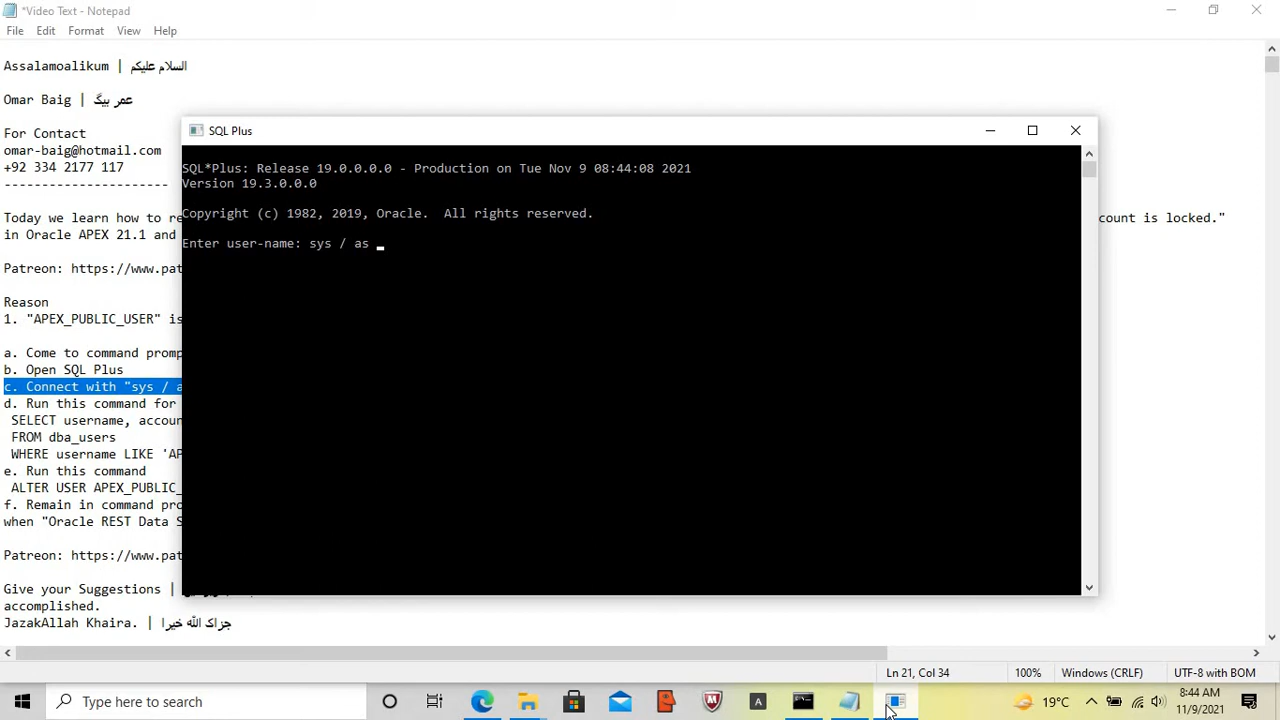 *Video Text - Notepad
File Edit Format View Help
Assalamoalikum | السلام علیکم
Omar Baig | عمر بیگ
For Contact
omar-baig@hotmail.com
+92 334 2177 117
----------------------
Today we learn how to re
count is locked."
in Oracle APEX 21.1 and
Patreon: https://www.pat
Reason
1. "APEX_PUBLIC_USER" is
a. Come to command promp
b. Open SQL Plus
c. Connect with "sys / a
d. Run this command for
SELECT username, accoun
FROM dba_users
WHERE username LIKE 'AP
e. Run this command
ALTER USER APEX_PUBLIC_
f. Remain in command pro
when "Oracle REST Data S
Patreon: https://www.pat
Give your Suggestions |
accomplished.
JazakAllah Khaira. | جزاک اللہ خیرا
SQL Plus
SQL*Plus: Release 19.0.0.0.0 - Production on Tue Nov 9 08:44:08 2021
Version 19.3.0.0.0
Copyright (c) 1982, 2019, Oracle.  All rights reserved.
Enter user-name: sys / as
Ln 21, Col 34 100% Windows (CRLF) UTF-8 with BOM
Type here to search
A
19°C
8:44 AM
11/9/2021